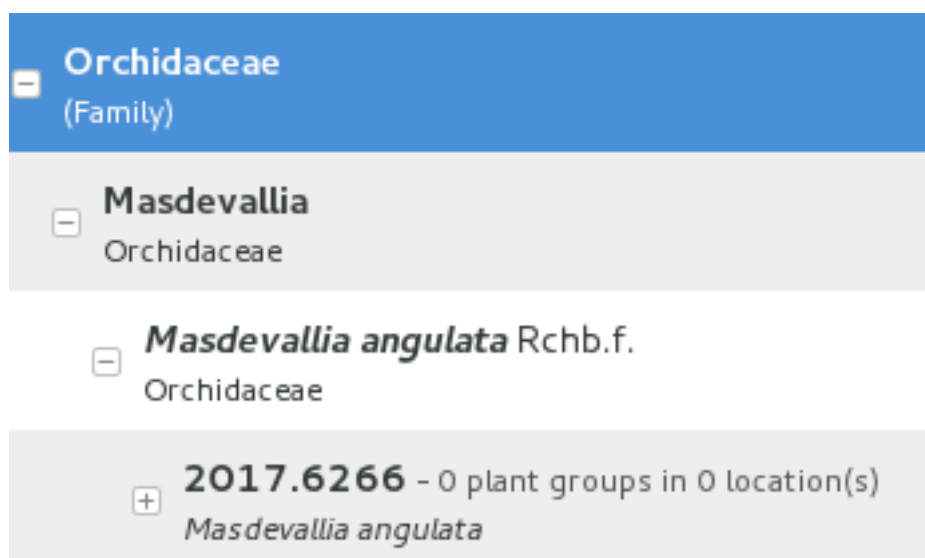 Orchidaceae
(Family)
Masdevallia
Orchidaceae
Masdevallia angulata Rchb.f.
Orchidaceae
2017.6266 - 0 plant groups in 0 location(s)
Masdevallia angulata